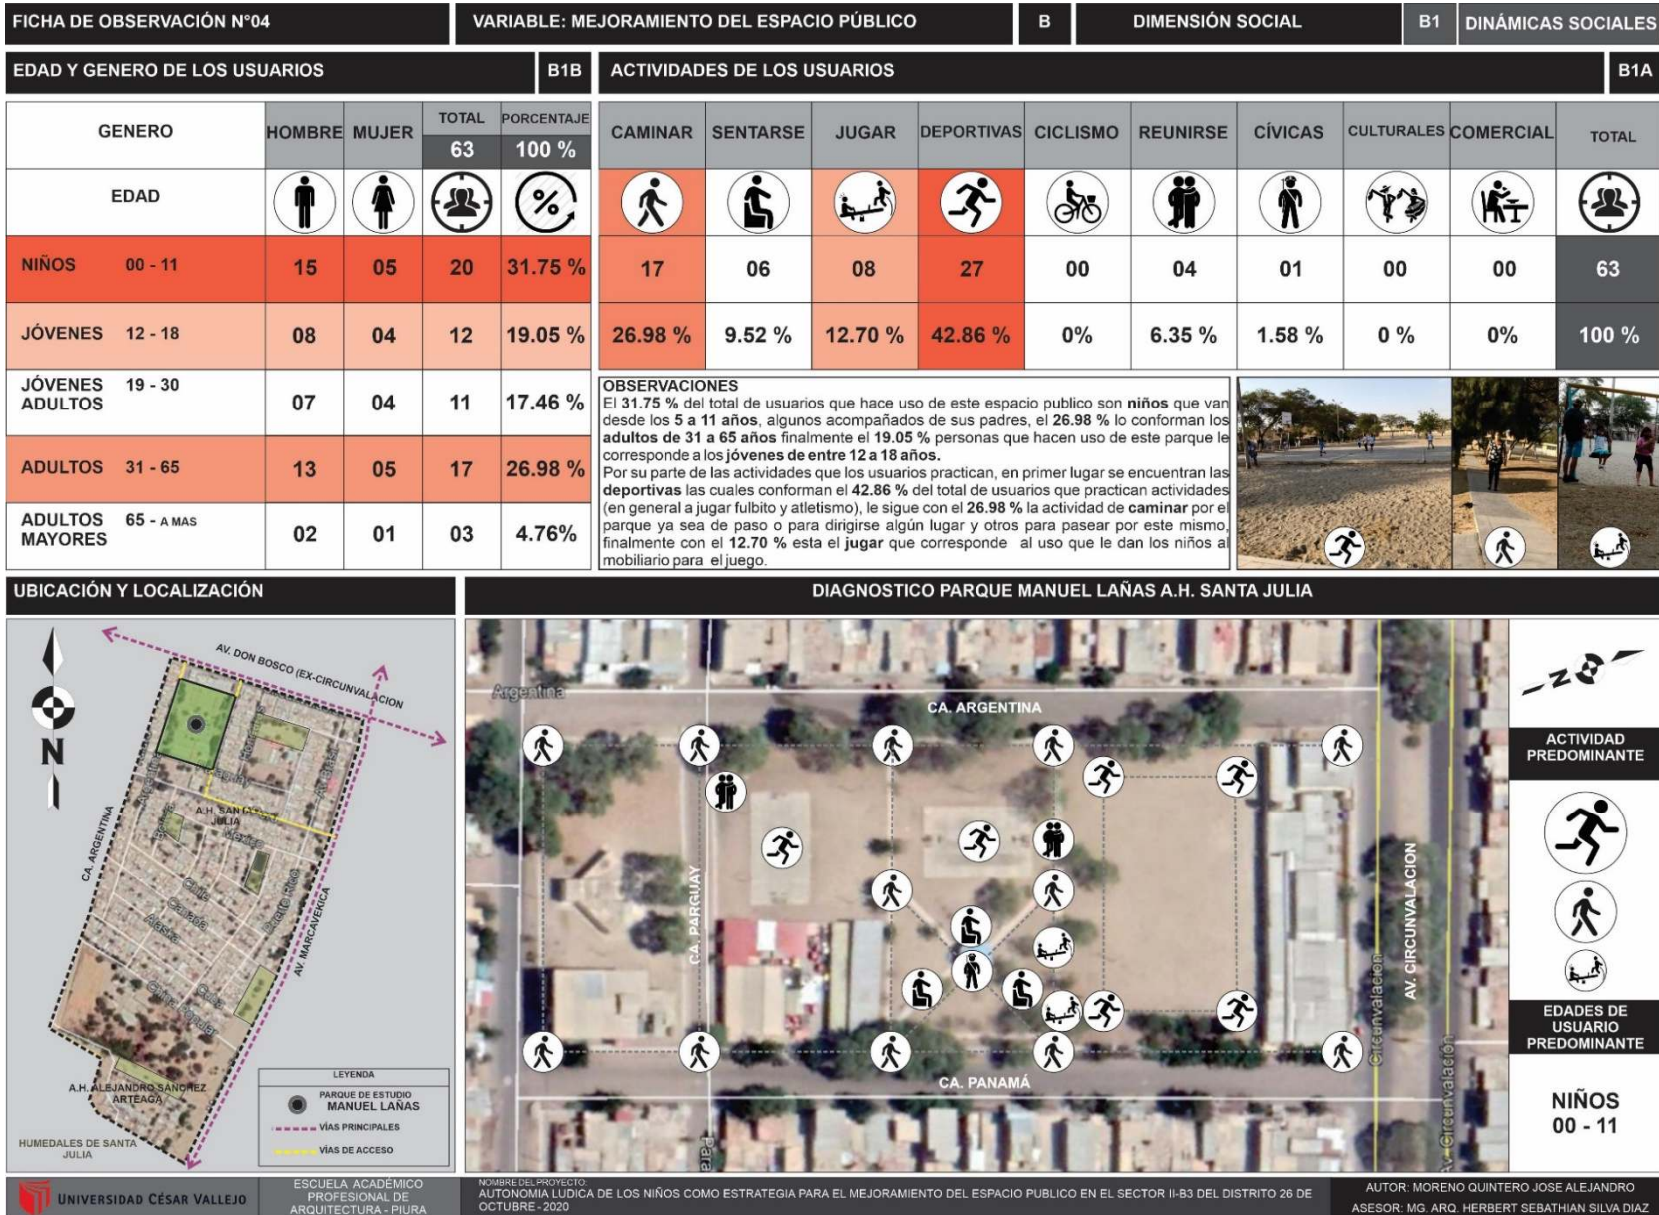 FICHA DE OBSERVACIÓN N°04
VARIABLE: MEJORAMIENTO DEL ESPACIO PÚBLICO
B
DIMENSIÓN SOCIAL
B1
DINÁMICAS SOCIALES
EDAD Y GENERO DE LOS USUARIOS
B1B
ACTIVIDADES DE LOS USUARIOS
B1A
GENERO
HOMBRE
MUJER
TOTAL
63
PORCENTAJE
100 %
EDAD
%
NIÑOS 00 - 11 15 05 20 31.75 %
JÓVENES 12 - 18 08 04 12 19.05 %
JÓVENES ADULTOS 19 - 30 07 04 11 17.46 %
ADULTOS 31 - 65 13 05 17 26.98 %
ADULTOS MAYORES 65 - A MAS 02 01 03 4.76%
CAMINAR SENTARSE JUGAR DEPORTIVAS CICLISMO REUNIRSE CÍVICAS CULTURALES COMERCIAL TOTAL
17 06 08 27 00 04 01 00 00 63
26.98 % 9.52 % 12.70 % 42.86 % 0% 6.35 % 1.58 % 0 % 0% 100 %
OBSERVACIONES
El 31.75 % del total de usuarios que hace uso de este espacio publico son niños que van
desde los 5 a 11 años, algunos acompañados de sus padres, el 26.98 % lo conforman los
adultos de 31 a 65 años finalmente el 19.05 % personas que hacen uso de este parque le
corresponde a los jóvenes de entre 12 a 18 años.
Por su parte de las actividades que los usuarios practican, en primer lugar se encuentran las
deportivas las cuales conforman el 42.86 % del total de usuarios que practican actividades
(en general a jugar fulbito y atletismo), le sigue con el 26.98 % la actividad de caminar por el
parque ya sea de paso o para dirigirse algún lugar y otros para pasear por este mismo,
finalmente con el 12.70 % esta el jugar que corresponde al uso que le dan los niños al
mobiliario para el juego.
UBICACIÓN Y LOCALIZACIÓN
N
AV. DON BOSCO (EX-CIRCUNVALACION
CA. ARGENTINA
A.H. SANTA
JULIA
Mexico
Chile
Canada
Alaska
Puerto Rico
AV. MARCAVEKICA
A.H. ALEJANDRO SÁNCHEZ
ARTEAGA
HUMEDALES DE SANTA
JULIA
LEYENDA
PARQUE DE ESTUDIO
MANUEL LAÑAS
VÍAS PRINCIPALES
VÍAS DE ACCESO
DIAGNOSTICO PARQUE MANUEL LAÑAS A.H. SANTA JULIA
Argentina
CA. ARGENTINA
CA. PARGUAY
CA. PANAMÁ
Circunvalacion
AV. CIRCUNVALACION
Av. Circunvalación
Para
N
ACTIVIDAD
PREDOMINANTE
EDADES DE
USUARIO
PREDOMINANTE
NIÑOS
00 - 11
UNIVERSIDAD CÉSAR VALLEJO
ESCUELA ACADÉMICO
PROFESIONAL DE
ARQUITECTURA - PIURA
NOMBRE DEL PROYECTO:
AUTONOMIA LUDICA DE LOS NIÑOS COMO ESTRATEGIA PARA EL MEJORAMIENTO DEL ESPACIO PUBLICO EN EL SECTOR II-B3 DEL DISTRITO 26 DE
OCTUBRE - 2020
AUTOR: MORENO QUINTERO JOSE ALEJANDRO
ASESOR: MG. ARQ. HERBERT SEBATHIAN SILVA DIAZ